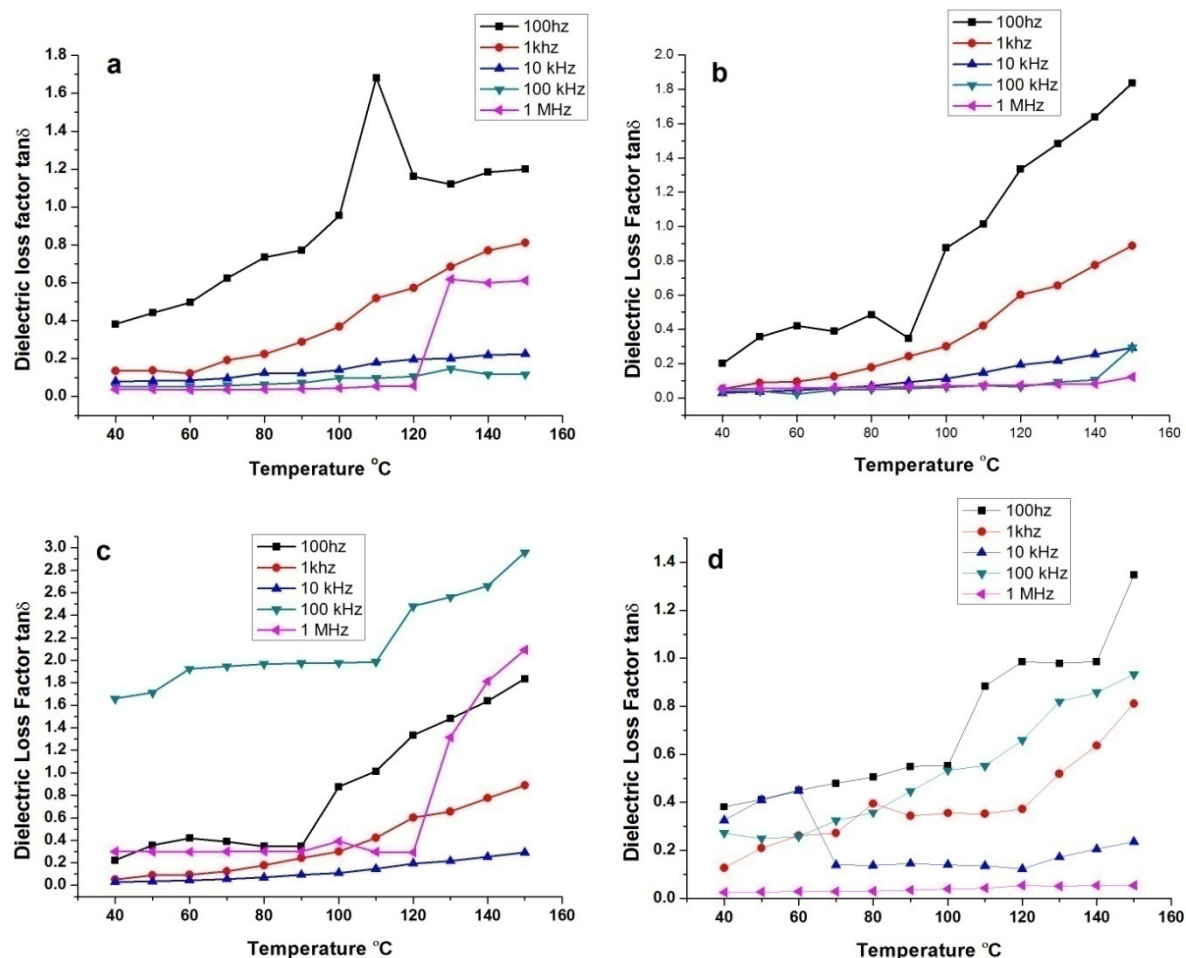 a
100hz
1khz
10 kHz
100 kHz
1 MHz
Dielectric loss factor tanδ
1.8
1.6
1.4
1.2
1.0
0.8
0.6
0.4
0.2
0.0
40 60 80 100 120 140 160
Temperature °C
b
100hz
1khz
10 kHz
100 kHz
1 MHz
Dielectric Loss Factor tanδ
2.0
1.8
1.6
1.4
1.2
1.0
0.8
0.6
0.4
0.2
0.0
40 60 80 100 120 140 160
Temperature °C
c
100hz
1khz
10 kHz
100 kHz
1 MHz
Dielectric Loss Factor tanδ
3.0
2.8
2.6
2.4
2.2
2.0
1.8
1.6
1.4
1.2
1.0
0.8
0.6
0.4
0.2
0.0
40 60 80 100 120 140 160
Temperature °C
d
100hz
1khz
10 kHz
100 kHz
1 MHz
Dielectric Loss Factor tanδ
1.4
1.2
1.0
0.8
0.6
0.4
0.2
0.0
40 60 80 100 120 140 160
Temperature °C